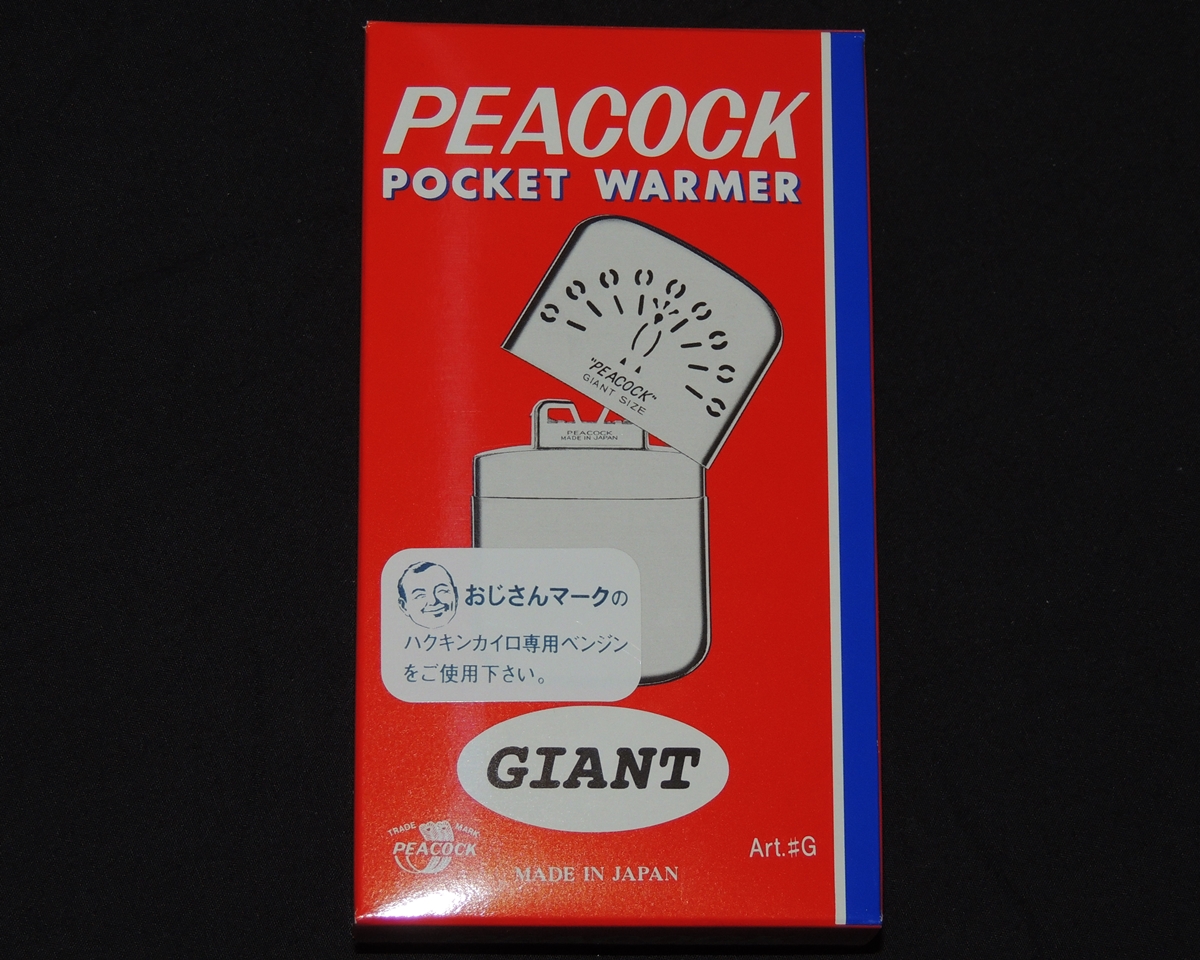 PEACOCK
POCKET WARMER
"PEACOCK"
GIANT SIZE
PEACOCK
MADE IN JAPAN
おじさんマークの
ハクキンカイロ専用ベンジン
をご使用下さい。
GIANT
TRADE MARK
PEACOCK
Art.#G
MADE IN JAPAN